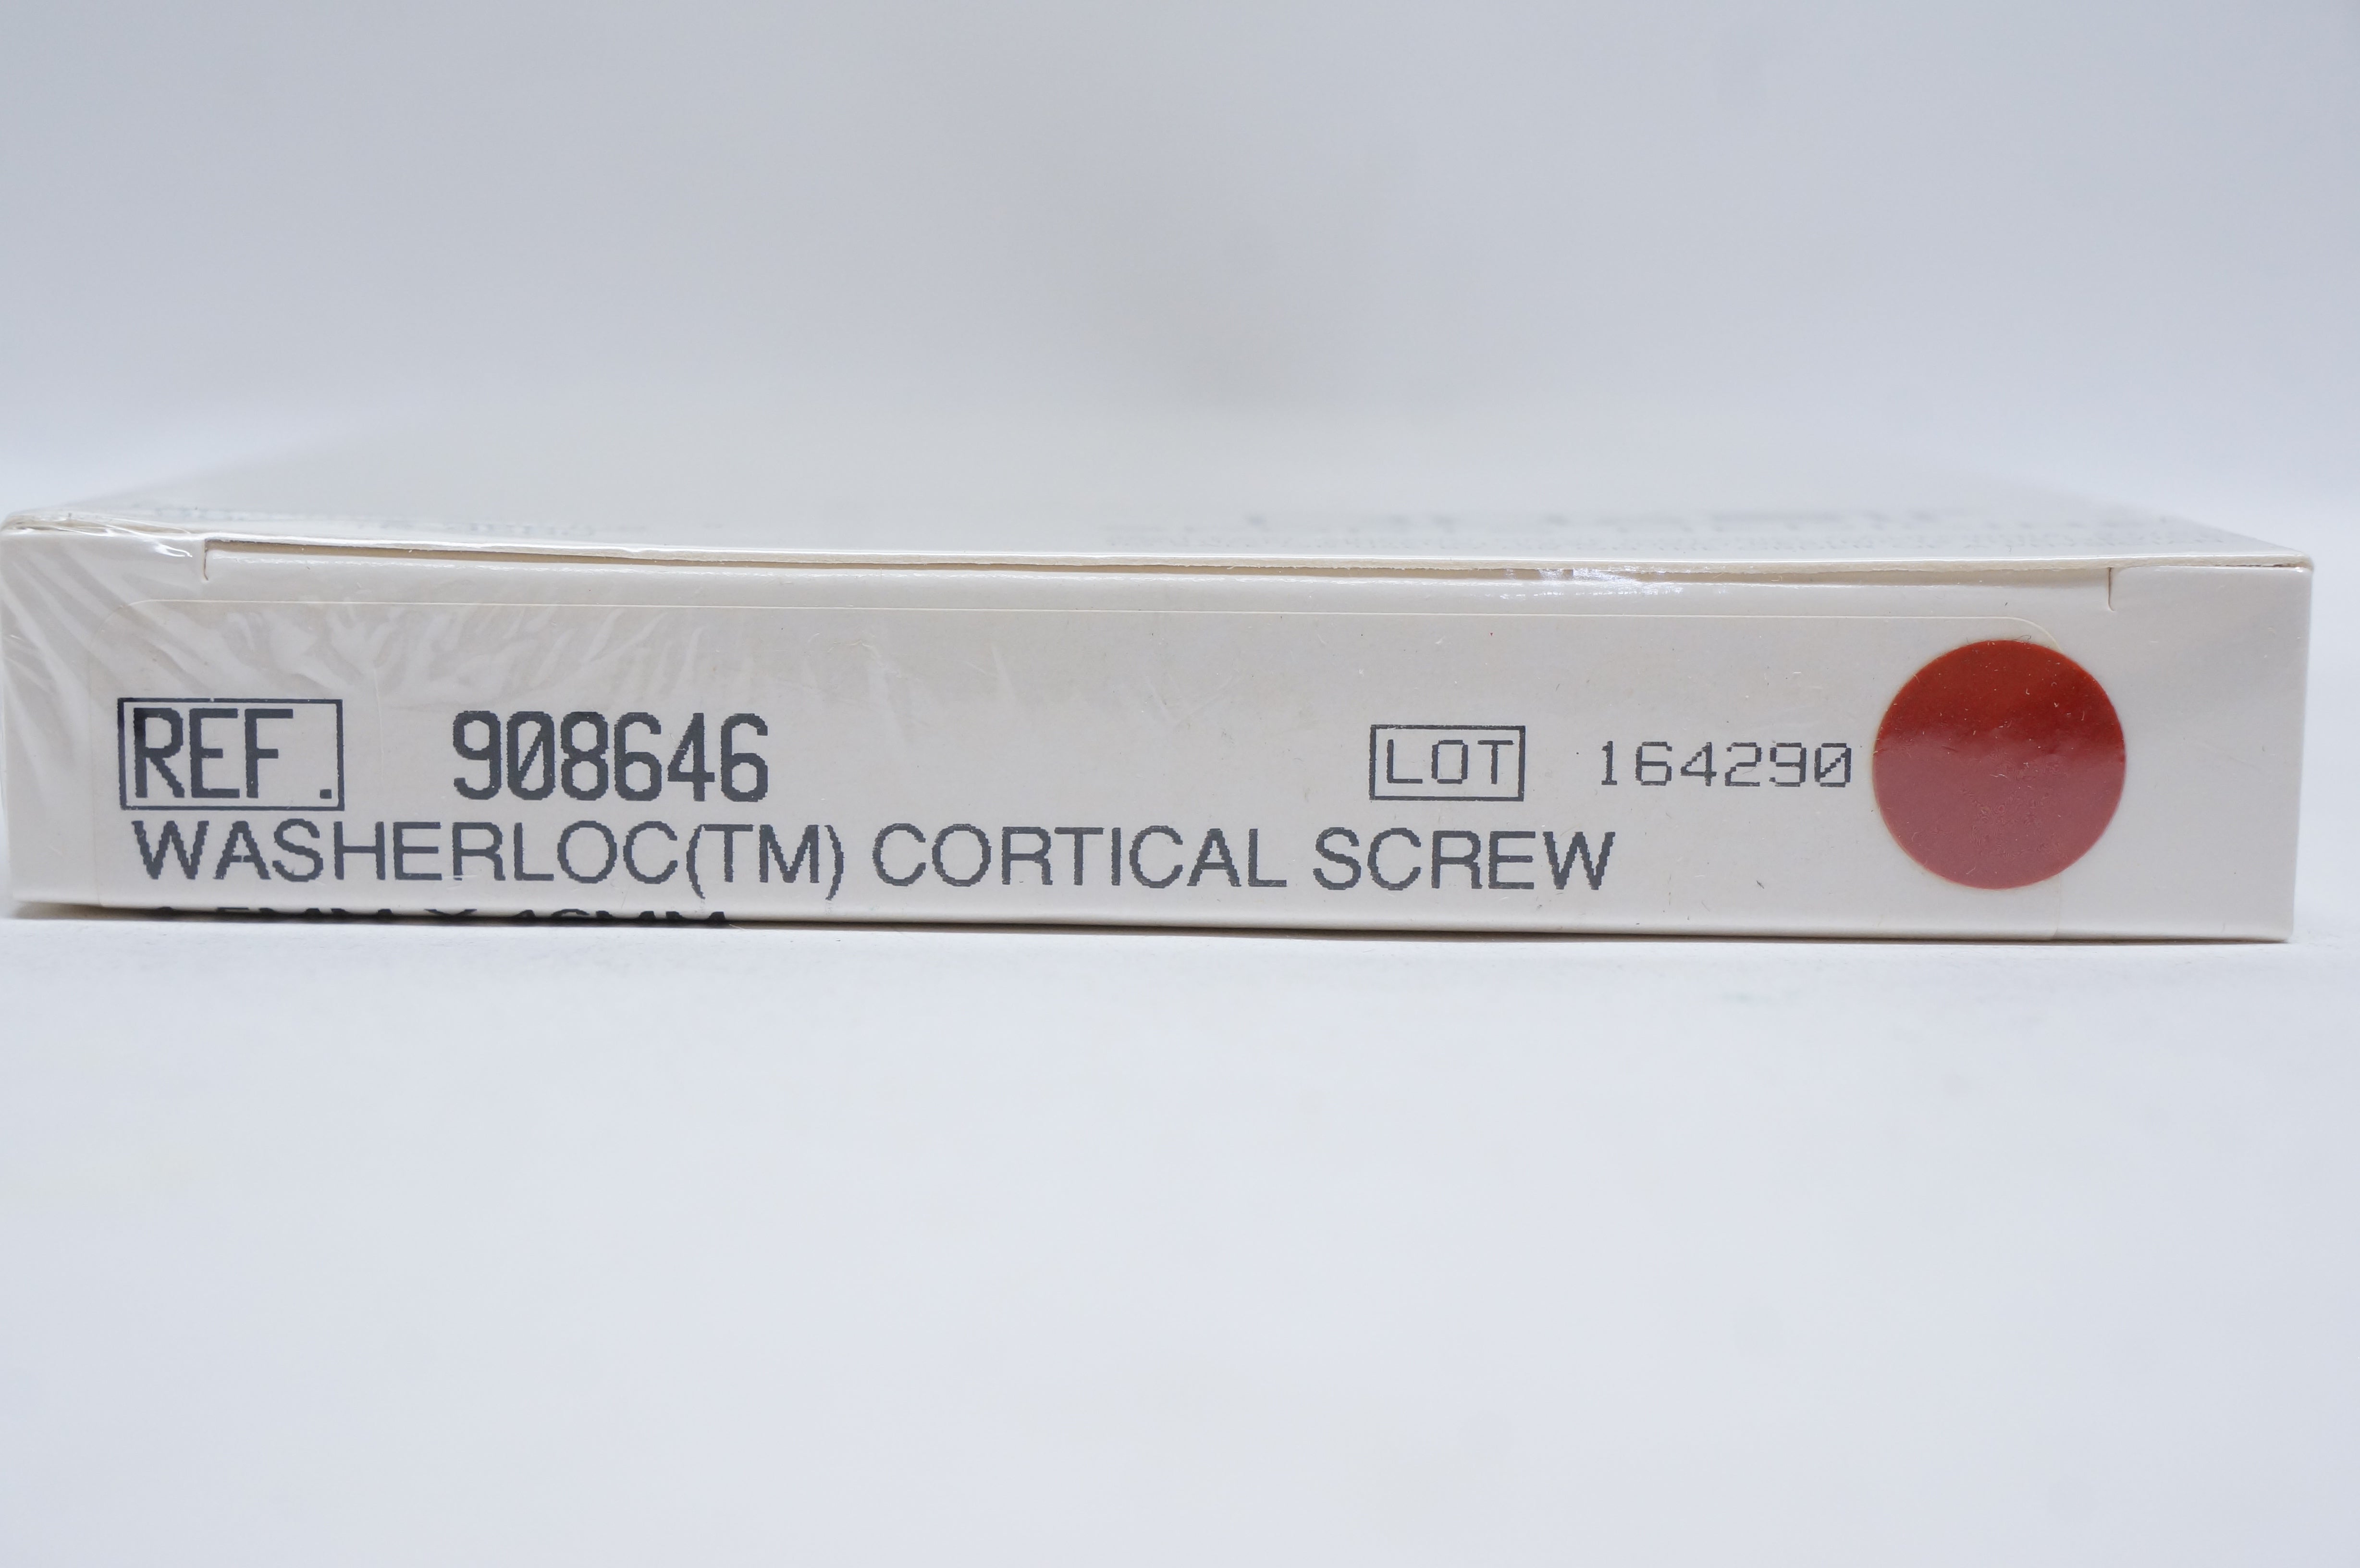 REF. 908646 LOT 164290
WASHERLOC(TM) CORTICAL SCREW